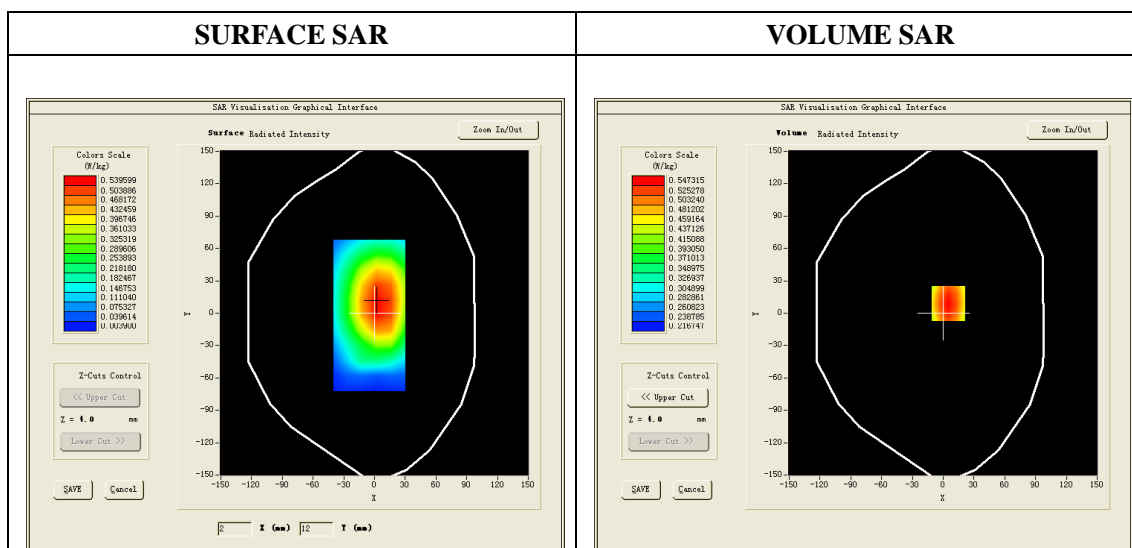 SURFACE SAR
VOLUME SAR
SAR Visualisation Graphical Interface
Surface Radiated Intensity
Zoom In/Out
Colors Scale
(W/kg)
0.539599
0.503886
0.468172
0.432459
0.396746
0.361033
0.325319
0.289606
0.253893
0.218180
0.182467
0.146753
0.111040
0.075327
0.039614
0.003900
150
120
90
60
30
0
-30
-60
-90
-120
-150
Y
-150 -120 -90 -60 -30 0 30 60 90 120 150
X
Z-Cuts Control
<< Upper Cut
Z = 4.0 mm
Lower Cut >>
SAVE Cancel
2 X (mm) 12 Y (mm)
SAR Visualisation Graphical Interface
Volume Radiated Intensity
Zoom In/Out
Colors Scale
(W/kg)
0.547315
0.525278
0.503240
0.481202
0.459164
0.437126
0.415088
0.393050
0.371013
0.348975
0.326937
0.304899
0.282861
0.260823
0.238785
0.216747
150
120
90
60
30
0
-30
-60
-90
-120
-150
Y
-150 -120 -90 -60 -30 0 30 60 90 120 150
X
Z-Cuts Control
<< Upper Cut
Z = 4.0 mm
Lower Cut >>
SAVE Cancel